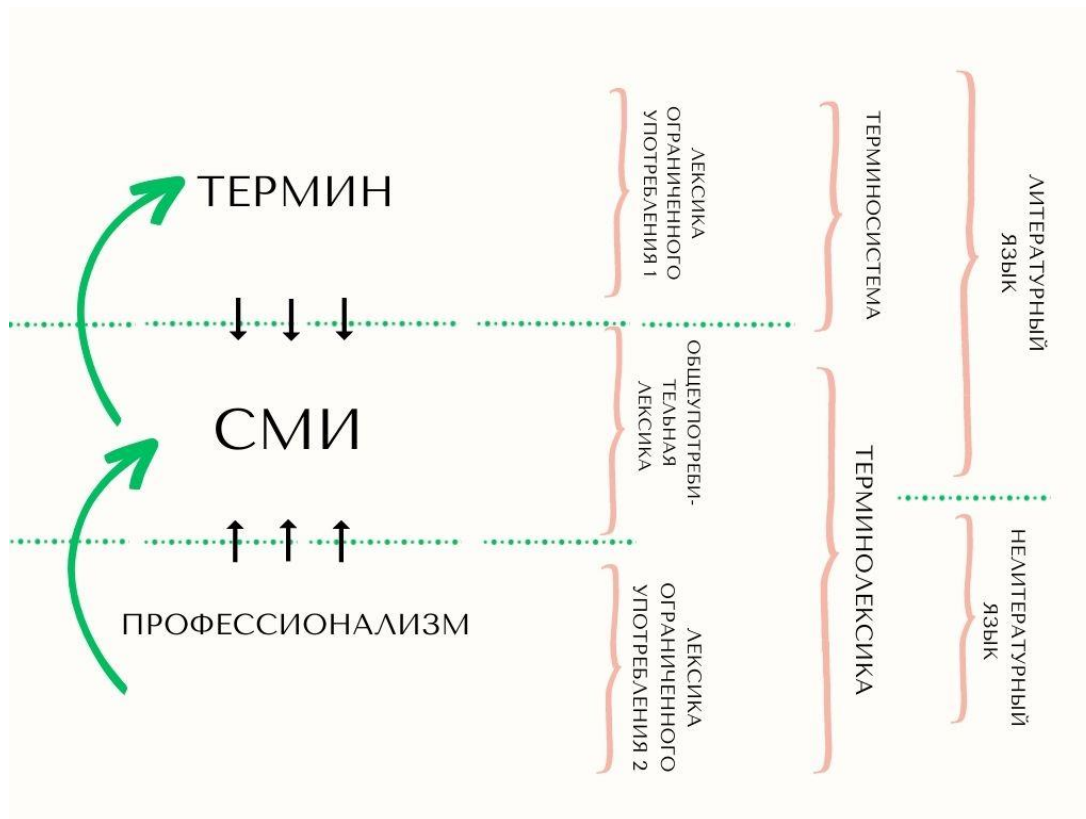 ТЕРМИН
СМИ
ПРОФЕССИОНАЛИЗМ
ЛЕКСИКА
ОГРАНИЧЕННОГО
УПОТРЕБЛЕНИЯ 1
ОБЩЕУПОТРЕБИ-
ТЕЛЬНАЯ
ЛЕКСИКА
ЛЕКСИКА
ОГРАНИЧЕННОГО
УПОТРЕБЛЕНИЯ 2
ТЕРМИНОСИСТЕМА
ТЕРМИНОЛЕКСИКА
ЛИТЕРАТУРНЫЙ
ЯЗЫК
НЕЛИТЕРАТУРНЫЙ
ЯЗЫК